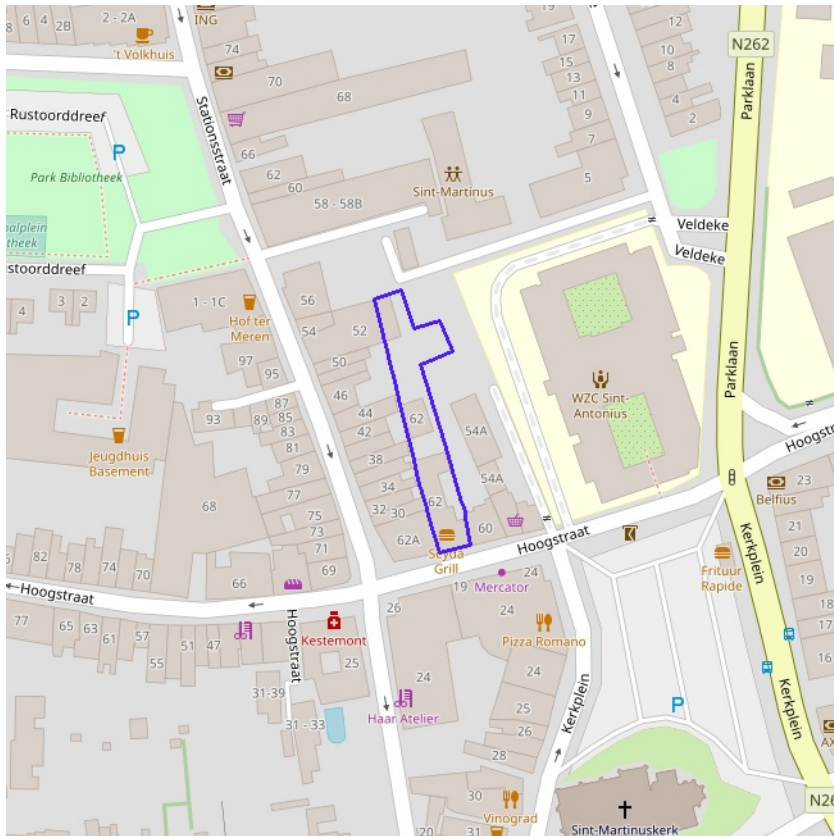 8
6
4
2B
2 - 2A
't Volkhuis
ING
74
70
68
66
62
60
58 - 58B
Stationsstraat
Sint-Martinus
19
17
15
13
11
9
7
5
12
10
8
4
2
N262
Parklaan
Rustoorddreef
P
Park Bibliotheek
Veldeke
Veldeke
P
4
3
2
1 - 1C
Hof ter
Meren
56
54
52
50
46
44
42
38
34
32
30
62
62
62A
54A
54A
60
97
95
93
89
87
85
83
81
79
77
75
73
71
69
68
66
Jeugdhuis
Basement
WZC Sint-
Antonius
Parklaan
Belfius
23
21
20
19
18
17
16
82
78
74
70
Hoogstraat
Seyda
Grill
Hoogstraat
Mercator
Frituur
Rapide
Kerkplein
77
65
63
61
57
55
51
47
Hoogstraat
Kestemont
25
31-39
31 - 33
26
19
24
24
24
24
Pizza Romano
25
26
28
Haar Atelier
Kerkplein
P
Kerkplein
30
20
31
Vinograd
Sint-Martinuskerk